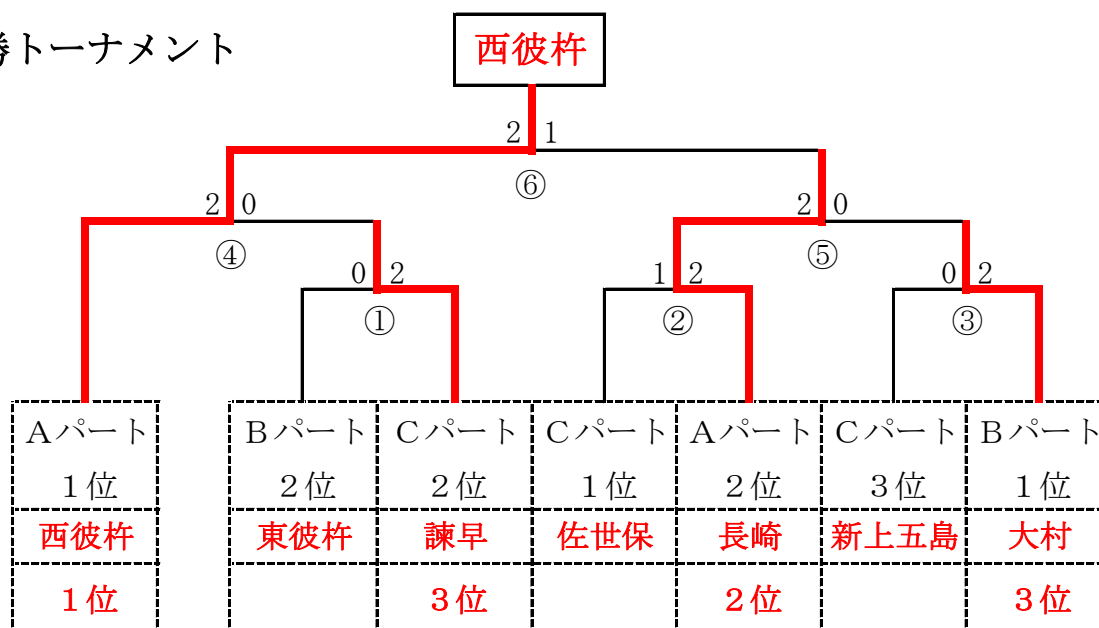 勝トーナメント
西彼杵
2 1
⑥
2 0
2 0
④
⑤
0 2
1 2
0 2
①
②
③
Aパート Bパート Cパート Cパート Aパート Cパート Bパート
1位 2位 2位 1位 2位 3位 1位
西彼杵 東彼杵 諫早 佐世保 長崎 新上五島 大村
1位 3位 2位 3位